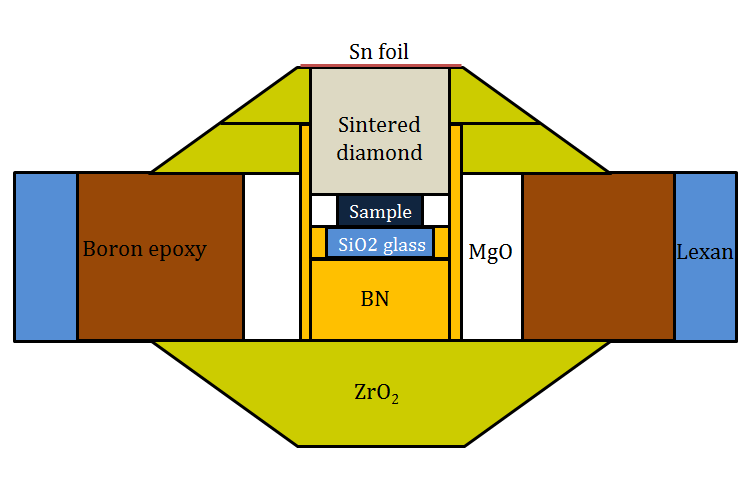 Sn foil
Sintered
diamond
Sample
SiO2 glass
Boron epoxy
MgO
Lexan
BN
ZrO₂